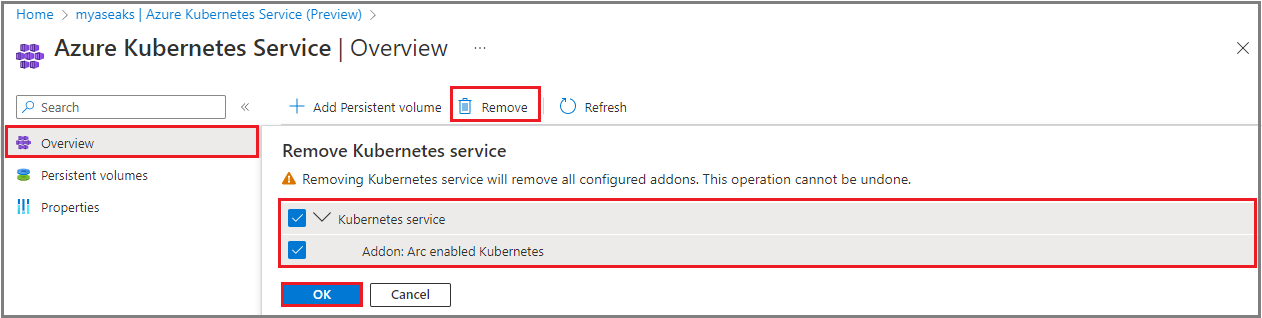 Home > myaseaks | Azure Kubernetes Service (Preview) >
Azure Kubernetes Service | Overview ...
Search «
Add Persistent volume Remove Refresh
Overview
Persistent volumes
Properties
Remove Kubernetes service
Removing Kubernetes service will remove all configured addons. This operation cannot be undone.
Kubernetes service
Addon: Arc enabled Kubernetes
OK Cancel